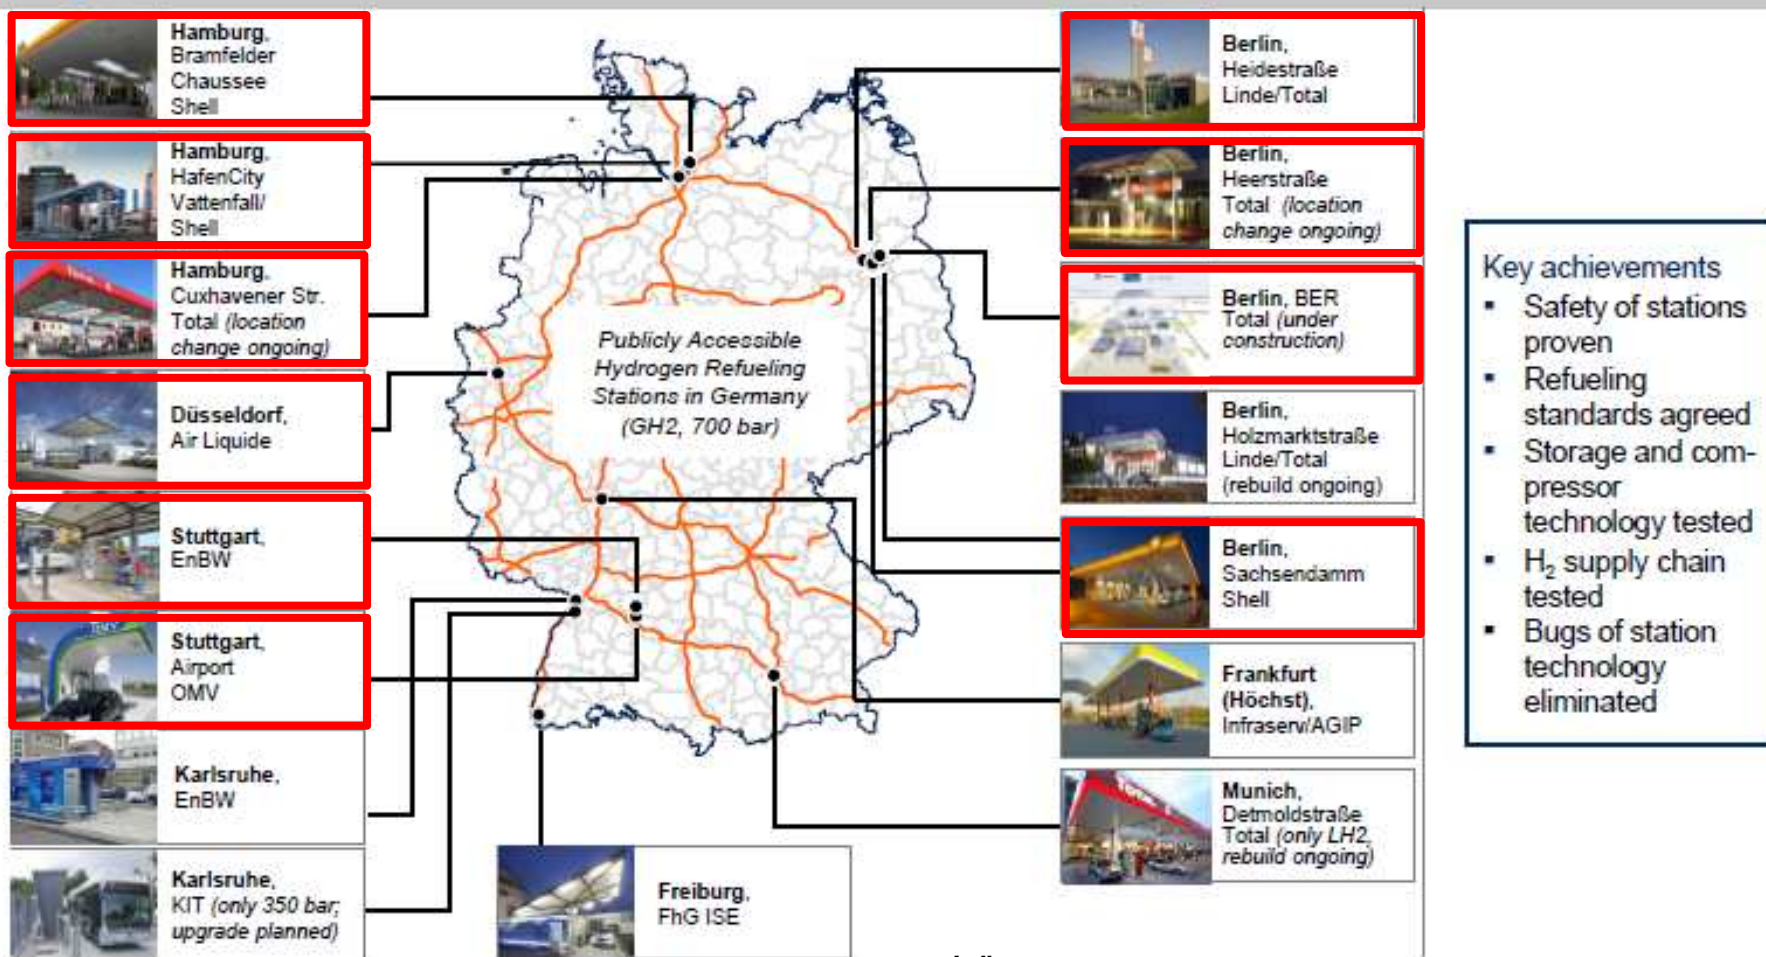 Hamburg,
Bramfelder
Chaussee
Shell
Hamburg,
HafenCity
Vattenfall/
Shell
Hamburg,
Cuxhavener Str.
Total (location
change ongoing)
Düsseldorf,
Air Liquide
Stuttgart,
EnBW
Stuttgart,
Airport
OMV
Karlsruhe,
EnBW
Karlsruhe,
KIT (only 350 bar;
upgrade planned)
Publicly Accessible
Hydrogen Refueling
Stations in Germany
(GH2, 700 bar)
Freiburg,
FhG ISE
Berlin,
Heidestraße
Linde/Total
Berlin,
Heerstraße
Total (location
change ongoing)
Berlin, BER
Total (under
construction)
Berlin,
Holzmarktstraße
Linde/Total
(rebuild ongoing)
Berlin,
Sachsendamm
Shell
Frankfurt
(Höchst),
Infraserv/AGIP
Munich,
Detmoldstraße
Total (only LH2,
rebuild ongoing)
Key achievements
▪ Safety of stations
proven
▪ Refueling
standards agreed
▪ Storage and com-
pressor
technology tested
▪ H₂ supply chain
tested
▪ Bugs of station
technology
eliminated